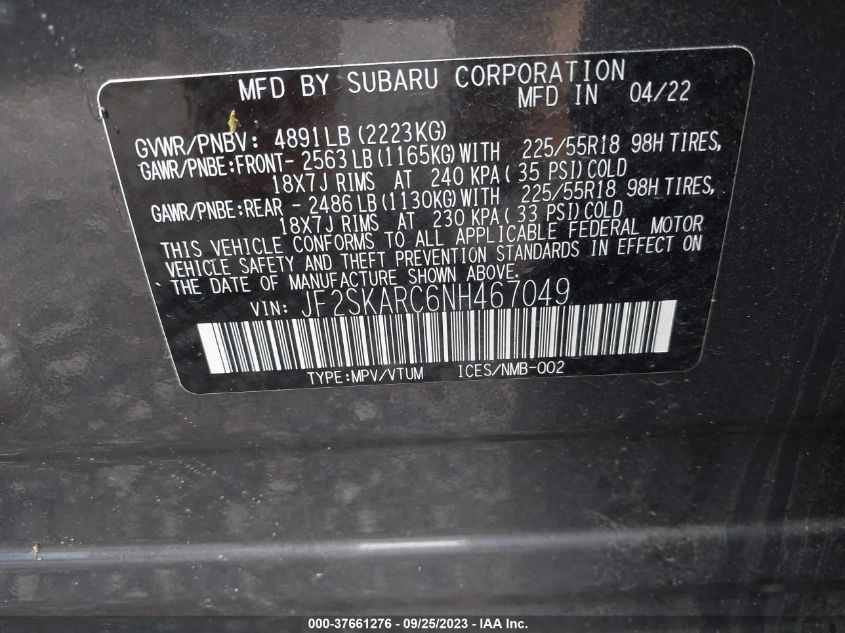 MFD BY SUBARU CORPORATION
MFD IN 04/22
GVWR/PNBV: 4891LB (2223KG)
GAWR/PNBE:FRONT- 2563LB (1165KG)WITH 225/55R18 98H TIRES,
18X7J RIMS AT 240 KPA( 35 PSI)COLD
GAWR/PNBE:REAR - 2486LB (1130KG)WITH 225/55R18 98H TIRES,
18X7J RIMS AT 230 KPA( 33 PSI)COLD
THIS VEHICLE CONFORMS TO ALL APPLICABLE FEDERAL MOTOR
VEHICLE SAFETY AND THEFT PREVENTION STANDARDS IN EFFECT ON
THE DATE OF MANUFACTURE SHOWN ABOVE.
VIN: JF2SKARC6NH467049
TYPE:MPV/VTUM ICES/NMB-002
000-37661276 - 09/25/2023 - IAA Inc.